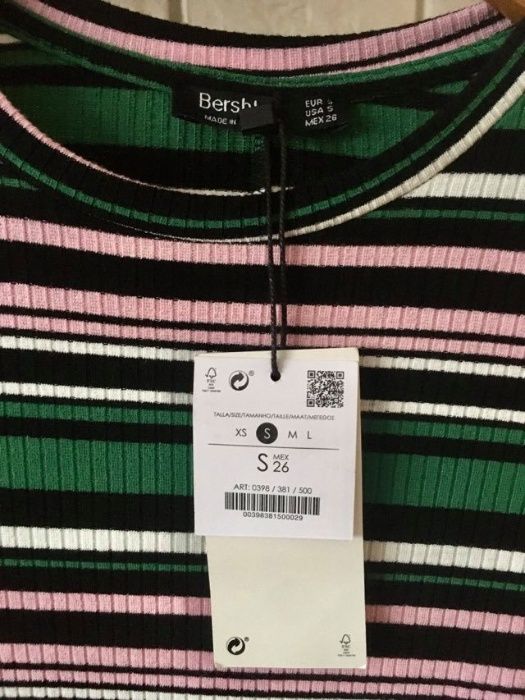 EUR S
USA S
MEX 26
MADE IN
TALLA/SIZE/TAMANHO/TAILLE/MAAT/ΜΕΓΕΘΟΣ
XS S M L
S MEX 26
ART: 0398 / 381 / 500
00398381500029